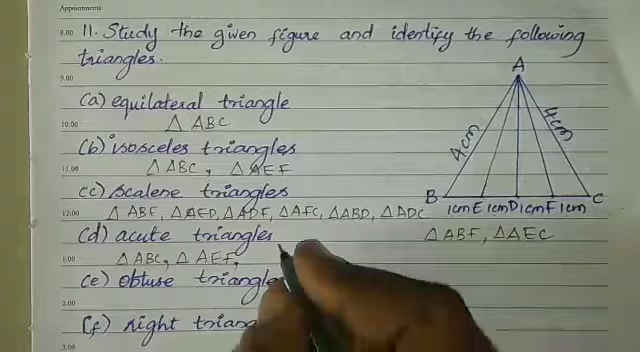 Appointments
8.00 11. Study the given figure and identify the following
triangles.
9.00
(a) equilateral triangle
10.00 △ ABC
(b) isosceles triangles
11.00 △ ABC, △ AEF
(c) scalene triangles
12.00 △ ABE, △AED, △ADF, △AFC, △ABD, △ADC
△ABF, △AEC
(d) acute triangles
1.00 △ABC, △ AEF,
(e) obtuse triangle
2.00
(f) right triang
3.00
A
4cm
4cm
B 1cm E 1cm D 1cm F 1cm C